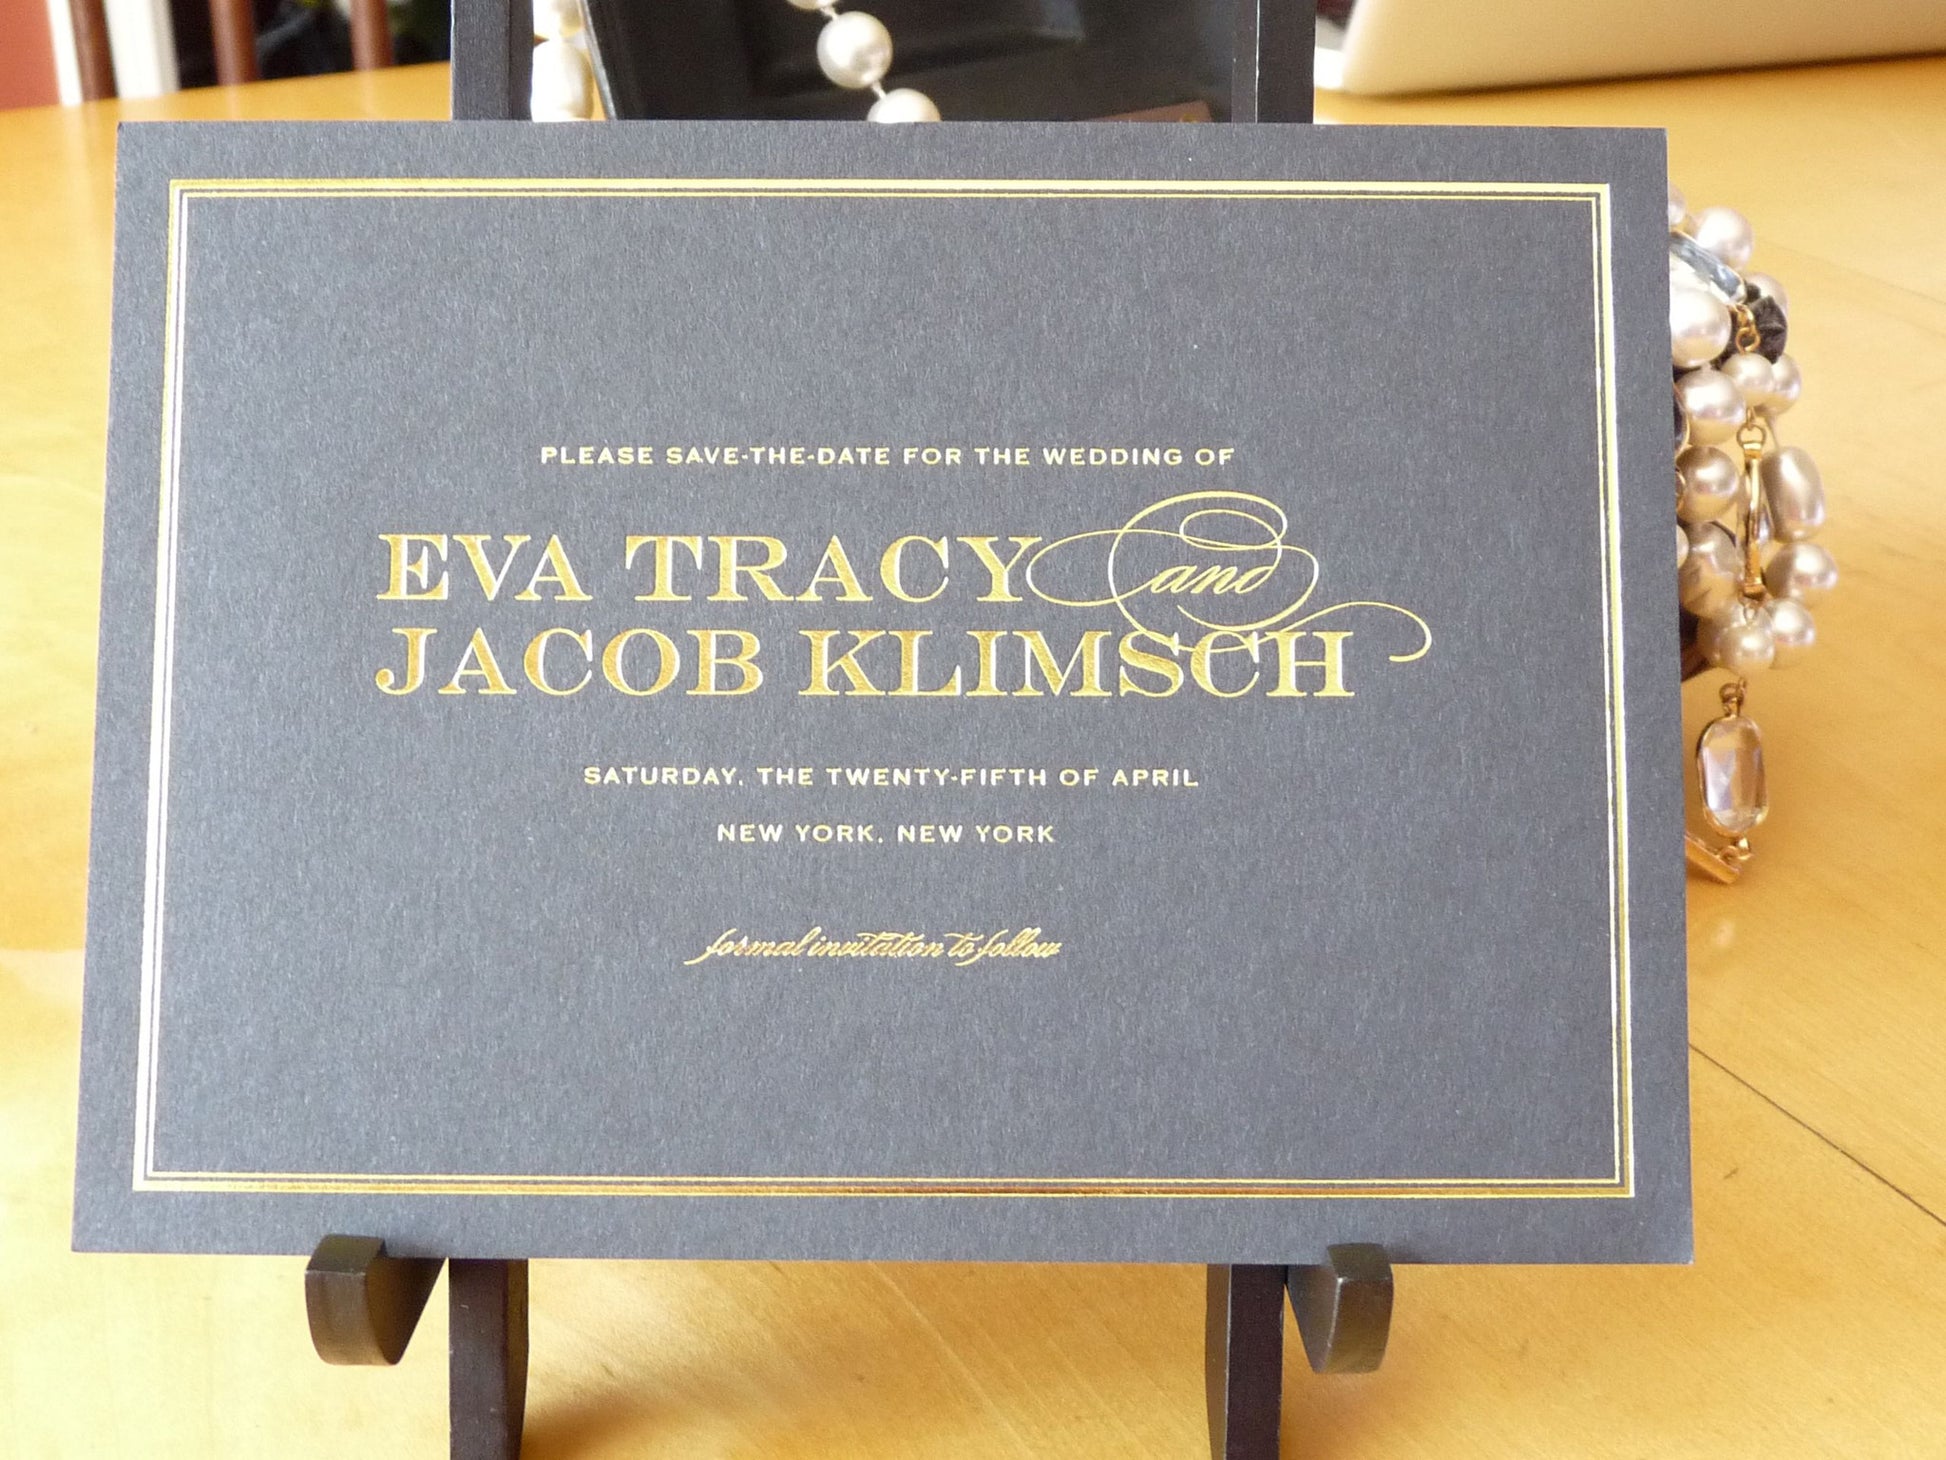 PLEASE SAVE-THE-DATE FOR THE WEDDING OF
EVA TRACY and
JACOB KLIMSCH
SATURDAY, THE TWENTY-FIFTH OF APRIL
NEW YORK, NEW YORK
formal invitation to follow